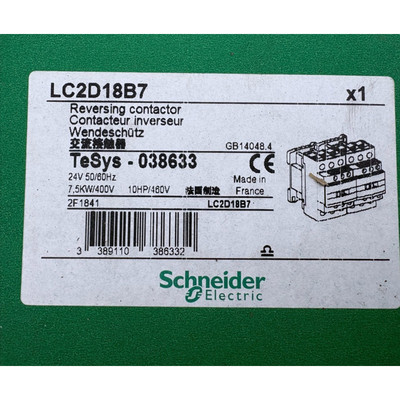 LC2D18B7 x1
Reversing contactor
Contacteur inverseur
Wendeschütz
交流接触器 GB14048.4
TeSys - 038633 CE
24V 50/60Hz
7,5KW/400V 10HP/460V 法国制造 Made in France
2F1841 LC2D18B7
3 389110 386332
Schneider
Electric